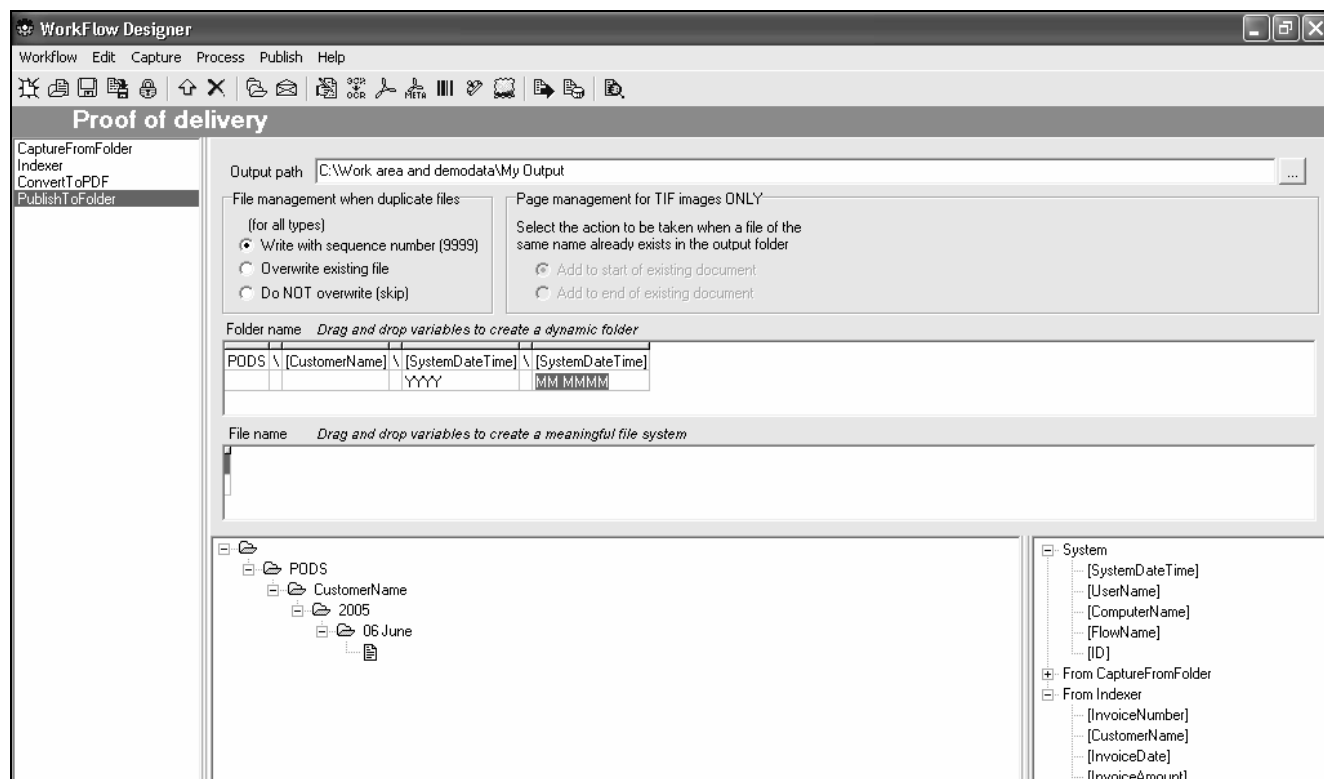 WorkFlow Designer
Workflow Edit Capture Process Publish Help
OCR META
Proof of delivery
CaptureFromFolder
Indexer
ConvertToPDF
PublishToFolder
Output path C:\Work area and demodata\My Output ...
File management when duplicate files
(for all types)
Write with sequence number (9999)
Overwrite existing file
Do NOT overwrite (skip)
Page management for TIF images ONLY
Select the action to be taken when a file of the
same name already exists in the output folder
Add to start of existing document
Add to end of existing document
Folder name Drag and drop variables to create a dynamic folder
PODS \ [CustomerName] \ [SystemDateTime] \ [SystemDateTime]
YYYY MM MMMM
File name Drag and drop variables to create a meaningful file system
PODS
CustomerName
2005
06 June
System
[SystemDateTime]
[UserName]
[ComputerName]
[FlowName]
[ID]
From CaptureFromFolder
From Indexer
[InvoiceNumber]
[CustomerName]
[InvoiceDate]
[InvoiceAmount]